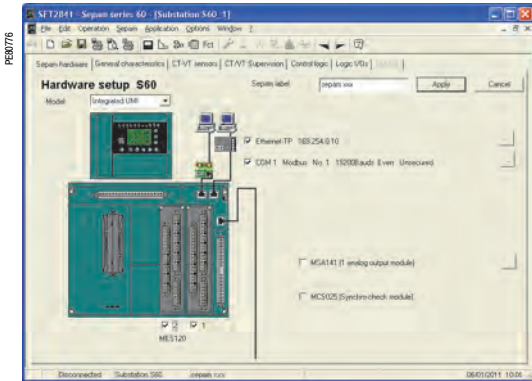 PE80776
SFT2841 - Sepam series 60 - [Substation S60_1]
File Edit Operation Sepam Application Options Window ?
Sepam hardware General characteristics CT-VT sensors CT/VT Supervision Control logic Logic I/Os
Hardware setup S60
Sepam label
sepam xxx
Apply
Cancel
Model
Integrated UMI
Ethernet TP 169.254.0.10
COM 1 Modbus No. 1 19200Bauds Even Unsecured
MSA141 (1 analog output module)
MCS025 (Synchro-check module)
2 1
MES120
Disconnected Substation S60 sepam xxx 06/01/2011 10:05